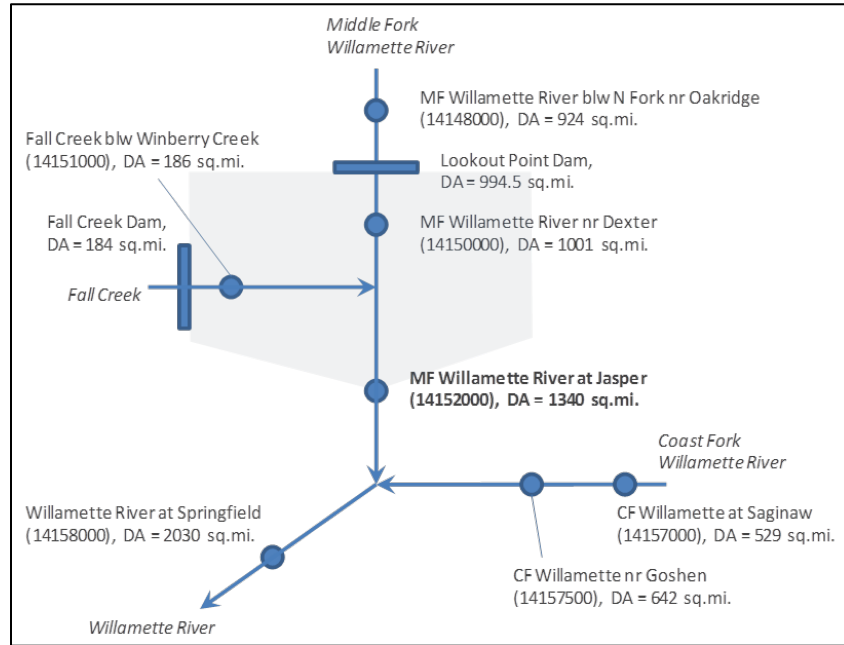 Middle Fork
Willamette River
MF Willamette River blw N Fork nr Oakridge
(14148000), DA = 924 sq.mi.
Fall Creek blw Winberry Creek
(14151000), DA = 186 sq.mi.
Lookout Point Dam,
DA = 994.5 sq.mi.
Fall Creek Dam,
DA = 184 sq.mi.
MF Willamette River nr Dexter
(14150000), DA = 1001 sq.mi.
Fall Creek
MF Willamette River at Jasper
(14152000), DA = 1340 sq.mi.
Coast Fork
Willamette River
Willamette River at Springfield
(14158000), DA = 2030 sq.mi.
CF Willamette at Saginaw
(14157000), DA = 529 sq.mi.
CF Willamette nr Goshen
(14157500), DA = 642 sq.mi.
Willamette River